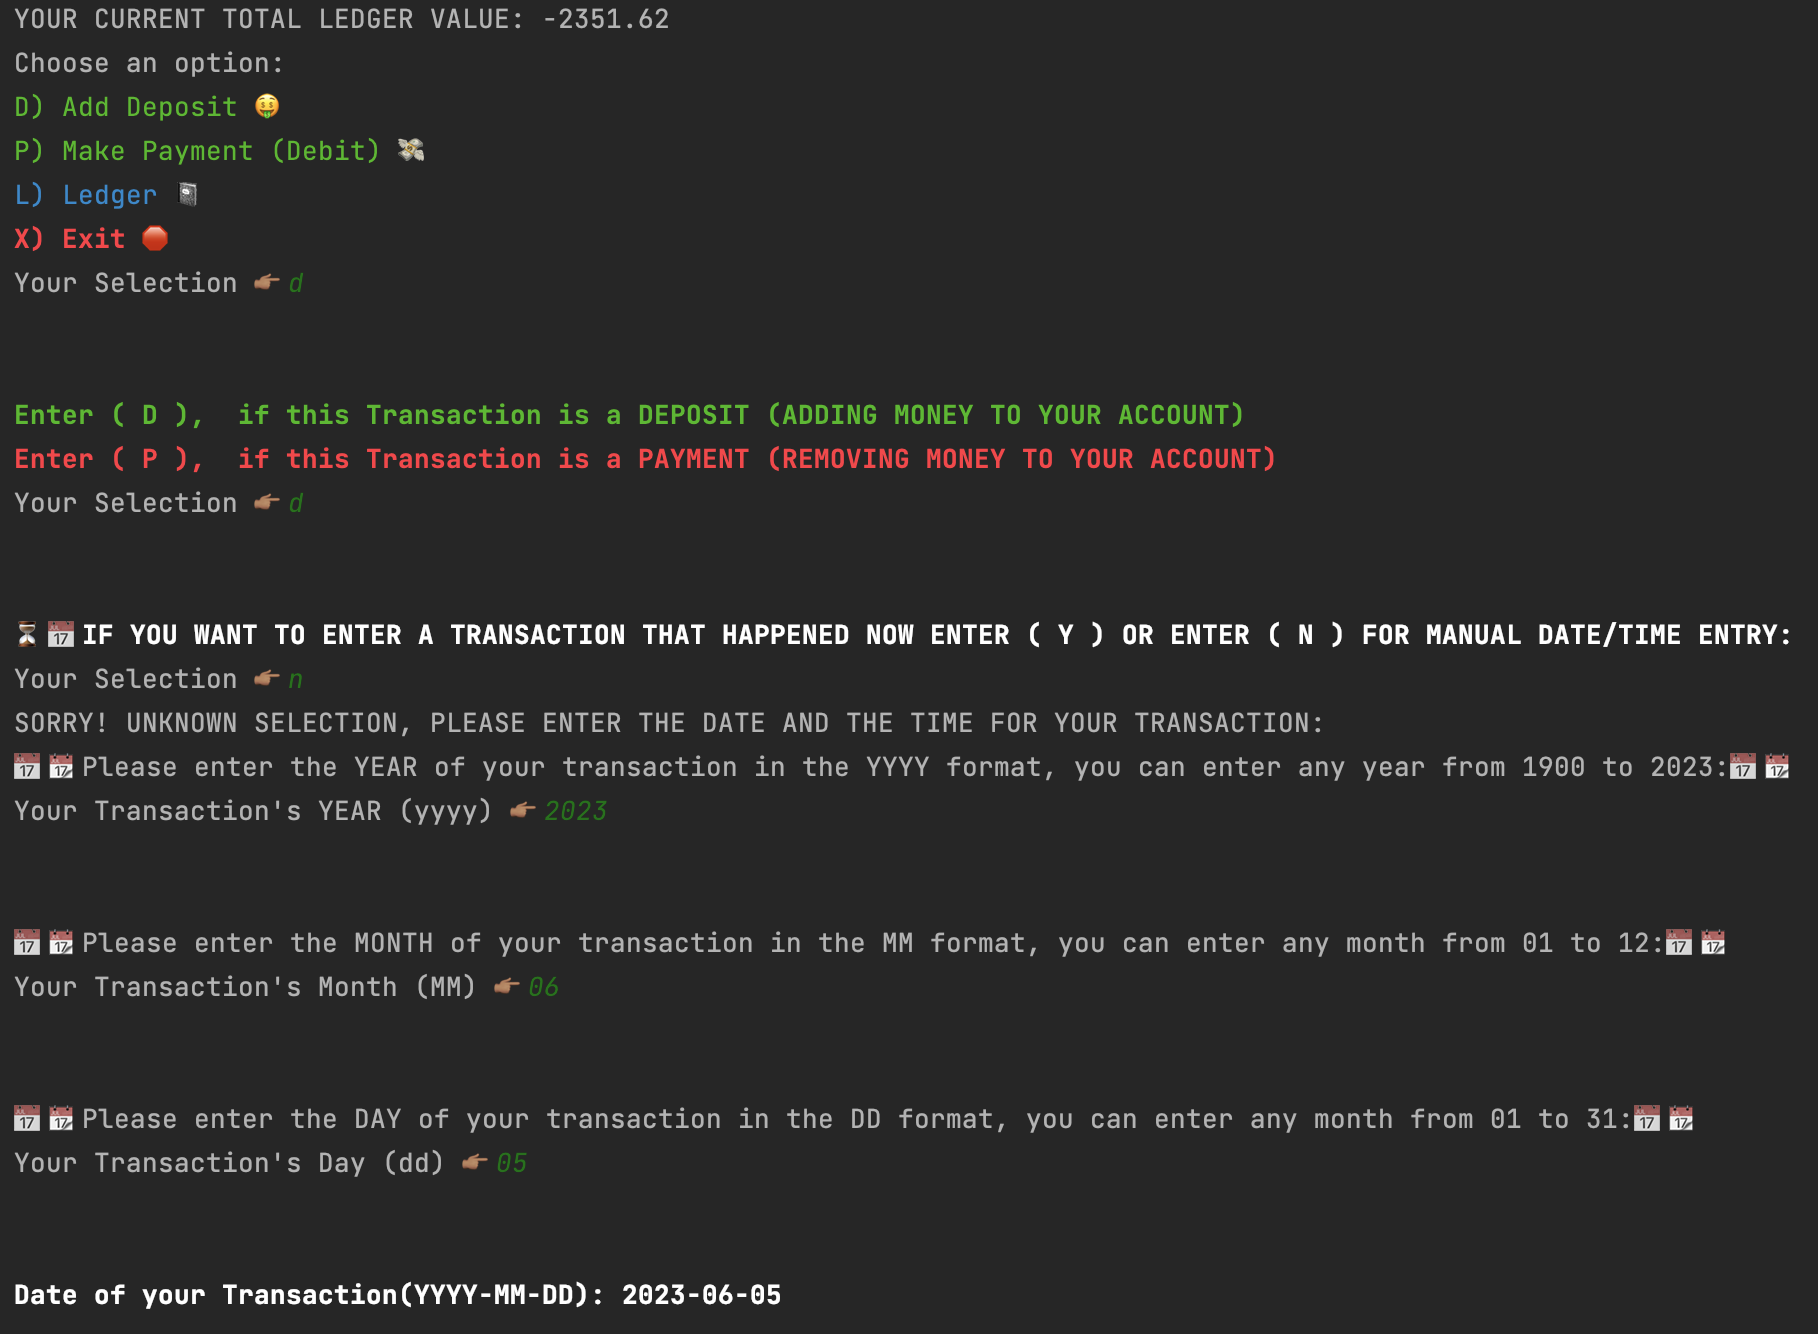 YOUR CURRENT TOTAL LEDGER VALUE: -2351.62
Choose an option:
D) Add Deposit 🤑
P) Make Payment (Debit) 💸
L) Ledger 📓
X) Exit 🛑
Your Selection 👉🏽 d
Enter ( D ),  if this Transaction is a DEPOSIT (ADDING MONEY TO YOUR ACCOUNT)
Enter ( P ),  if this Transaction is a PAYMENT (REMOVING MONEY TO YOUR ACCOUNT)
Your Selection 👉🏽 d
⏳📅IF YOU WANT TO ENTER A TRANSACTION THAT HAPPENED NOW ENTER ( Y ) OR ENTER ( N ) FOR MANUAL DATE/TIME ENTRY:
Your Selection 👉🏽 n
SORRY! UNKNOWN SELECTION, PLEASE ENTER THE DATE AND THE TIME FOR YOUR TRANSACTION:
📅📆Please enter the YEAR of your transaction in the YYYY format, you can enter any year from 1900 to 2023:📅📆
Your Transaction's YEAR (yyyy) 👉🏽 2023
📅📆Please enter the MONTH of your transaction in the MM format, you can enter any month from 01 to 12:📅📆
Your Transaction's Month (MM) 👉🏽 06
📅📆Please enter the DAY of your transaction in the DD format, you can enter any month from 01 to 31:📅📆
Your Transaction's Day (dd) 👉🏽 05
Date of your Transaction(YYYY-MM-DD): 2023-06-05